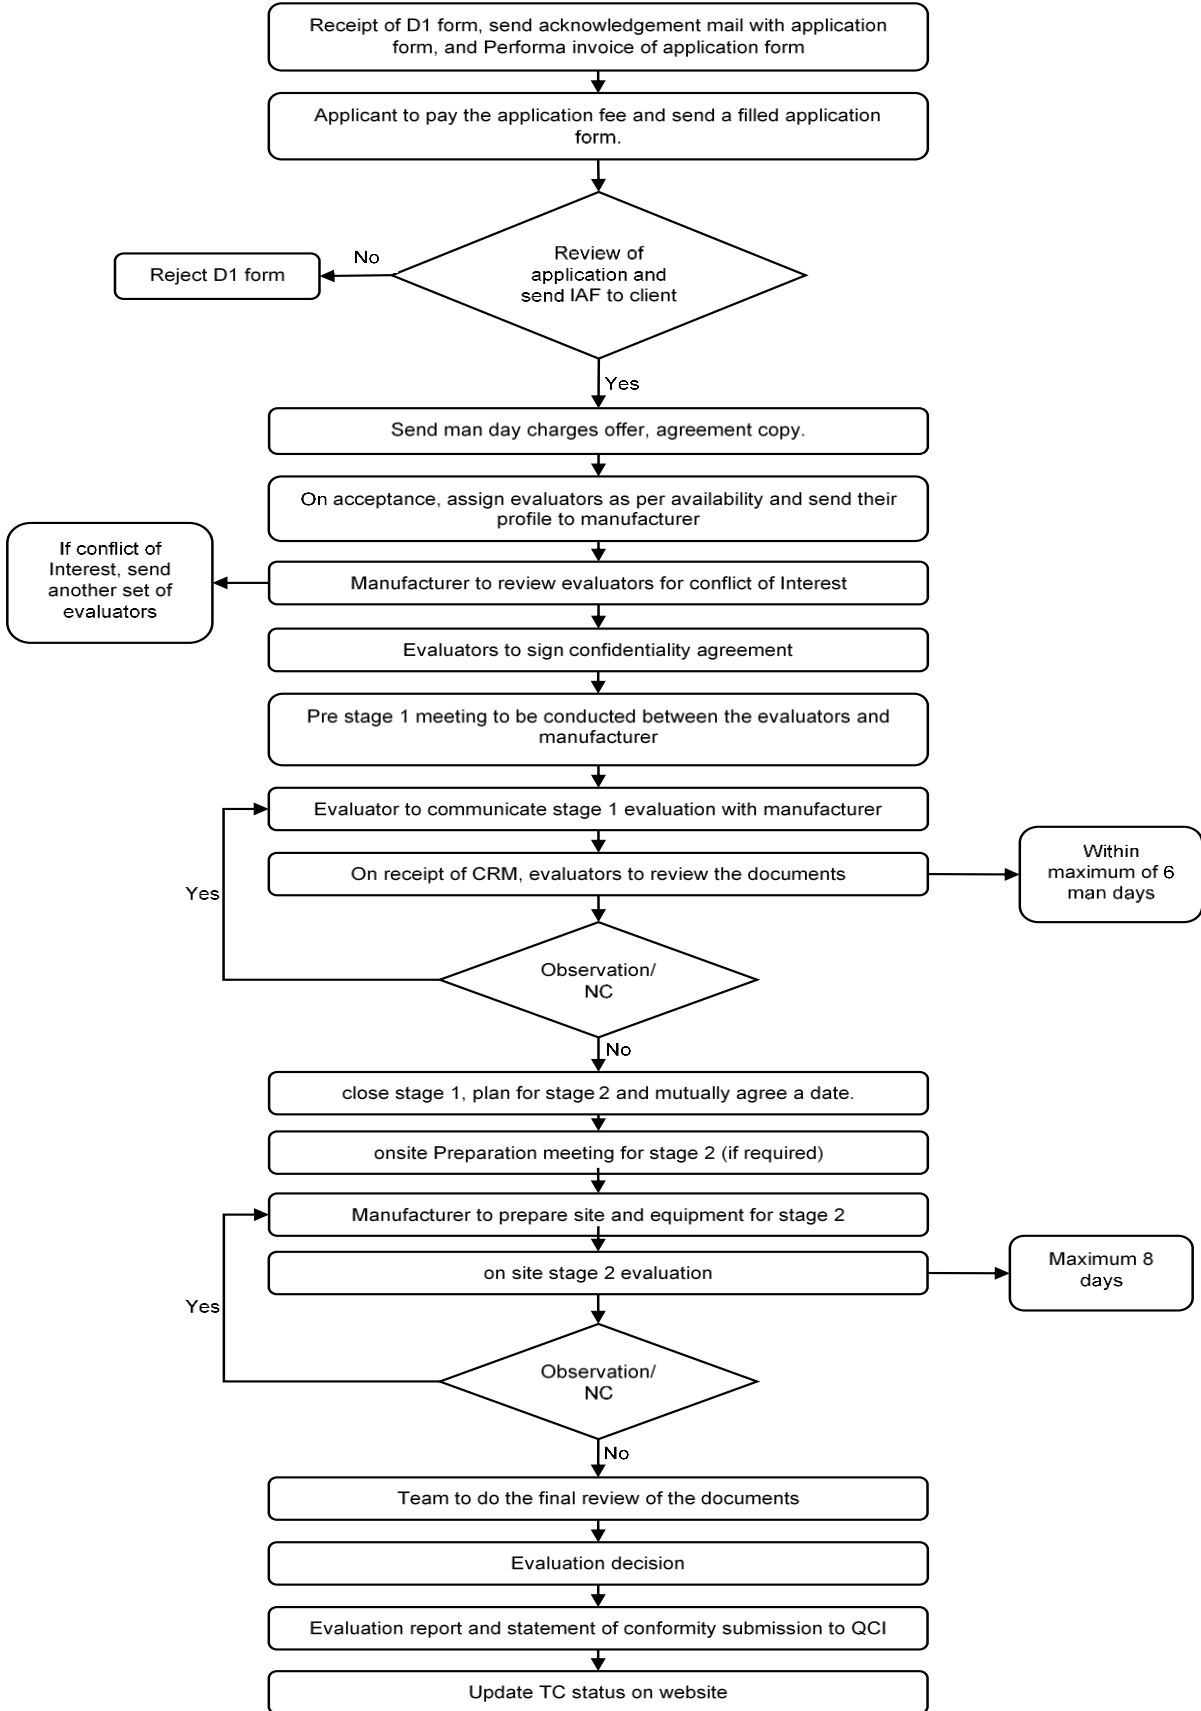 Receipt of D1 form, send acknowledgement mail with application
form, and Performa invoice of application form
Applicant to pay the application fee and send a filled application
form.
Review of
application and
send IAF to client
No
Reject D1 form
Yes
Send man day charges offer, agreement copy.
On acceptance, assign evaluators as per availability and send their
profile to manufacturer
If conflict of
Interest, send
another set of
evaluators
Manufacturer to review evaluators for conflict of Interest
Evaluators to sign confidentiality agreement
Pre stage 1 meeting to be conducted between the evaluators and
manufacturer
Evaluator to communicate stage 1 evaluation with manufacturer
On receipt of CRM, evaluators to review the documents
Within
maximum of 6
man days
Yes
Observation/
NC
No
close stage 1, plan for stage 2 and mutually agree a date.
onsite Preparation meeting for stage 2 (if required)
Manufacturer to prepare site and equipment for stage 2
on site stage 2 evaluation
Maximum 8
days
Yes
Observation/
NC
No
Team to do the final review of the documents
Evaluation decision
Evaluation report and statement of conformity submission to QCI
Update TC status on website